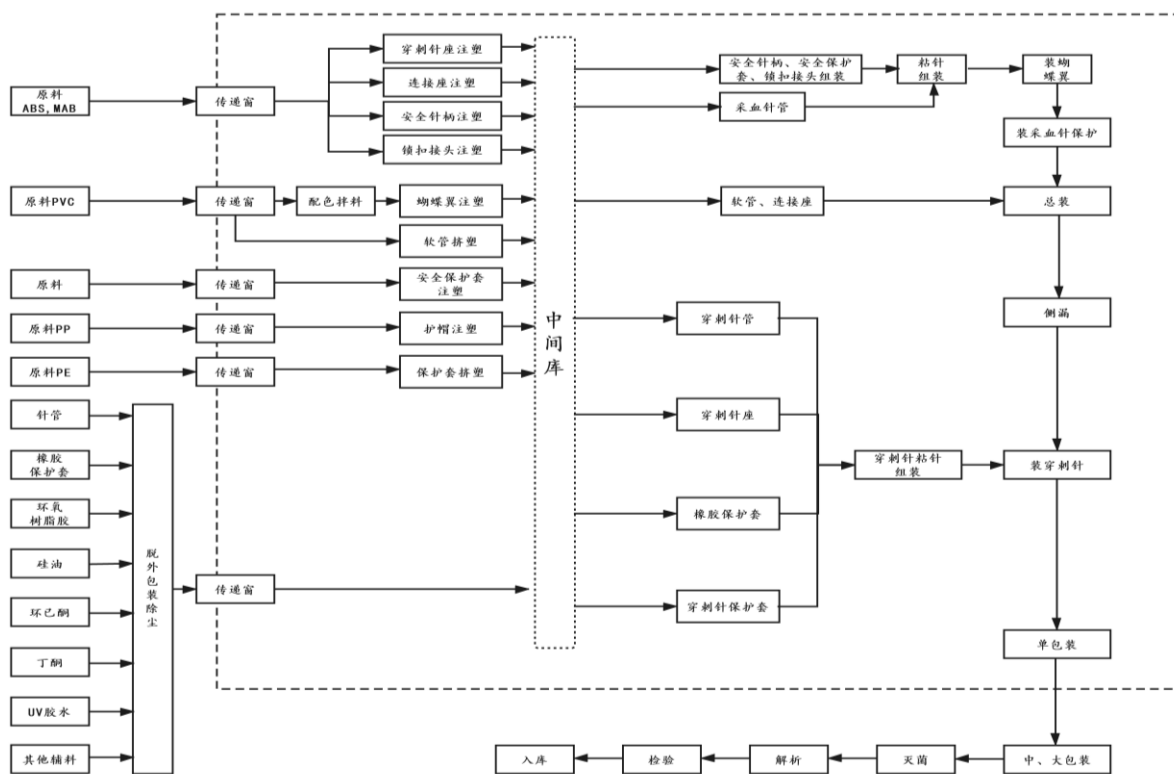 原料
ABS,MAB
传递窗
穿刺针座注塑
连接座注塑
安全针柄注塑
锁扣接头注塑
原料PVC
传递窗
配色拌料
蝴蝶翼注塑
软管挤塑
原料
传递窗
安全保护套
注塑
原料PP
传递窗
护帽注塑
原料PE
传递窗
保护套挤塑
针管
橡胶
保护套
环氧
树脂胶
硅油
环已酮
丁酮
UV胶水
其他辅料
脱外包装除尘
传递窗
中间库
安全针柄、安全保护
套、锁扣接头组装
粘针
组装
装蝴
蝶翼
采血针管
装采血针保护
软管、连接座
总装
侧漏
穿刺针管
穿刺针座
橡胶保护套
穿刺针保护套
穿刺针粘针
组装
装穿刺针
单包装
中、大包装
灭菌
解析
检验
入库